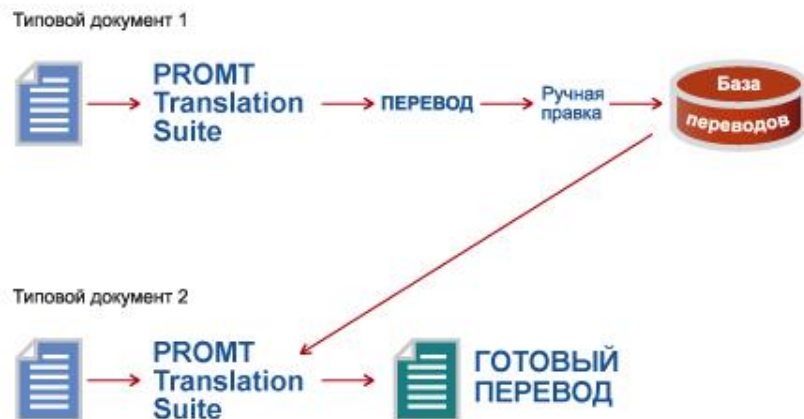 Типовой документ 1
PROMT
Translation
Suite
ПЕРЕВОД
Ручная
правка
База
переводов
Типовой документ 2
PROMT
Translation
Suite
ГОТОВЫЙ
ПЕРЕВОД